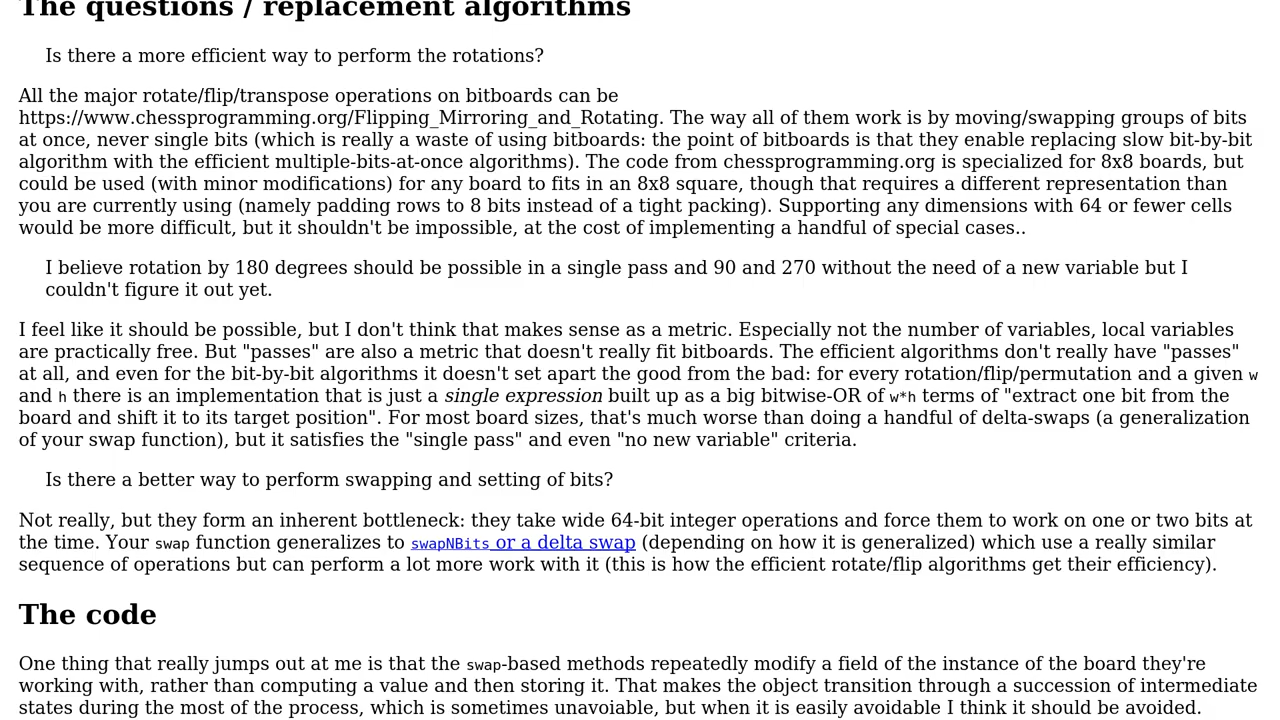 The questions / replacement algorithms
Is there a more efficient way to perform the rotations?
All the major rotate/flip/transpose operations on bitboards can be
https://www.chessprogramming.org/Flipping_Mirroring_and_Rotating. The way all of them work is by moving/swapping groups of bits
at once, never single bits (which is really a waste of using bitboards: the point of bitboards is that they enable replacing slow bit-by-bit
algorithm with the efficient multiple-bits-at-once algorithms). The code from chessprogramming.org is specialized for 8x8 boards, but
could be used (with minor modifications) for any board to fits in an 8x8 square, though that requires a different representation than
you are currently using (namely padding rows to 8 bits instead of a tight packing). Supporting any dimensions with 64 or fewer cells
would be more difficult, but it shouldn't be impossible, at the cost of implementing a handful of special cases..
I believe rotation by 180 degrees should be possible in a single pass and 90 and 270 without the need of a new variable but I
couldn't figure it out yet.
I feel like it should be possible, but I don't think that makes sense as a metric. Especially not the number of variables, local variables
are practically free. But "passes" are also a metric that doesn't really fit bitboards. The efficient algorithms don't really have "passes"
at all, and even for the bit-by-bit algorithms it doesn't set apart the good from the bad: for every rotation/flip/permutation and a given w
and h there is an implementation that is just a single expression built up as a big bitwise-OR of w*h terms of "extract one bit from the
board and shift it to its target position". For most board sizes, that's much worse than doing a handful of delta-swaps (a generalization
of your swap function), but it satisfies the "single pass" and even "no new variable" criteria.
Is there a better way to perform swapping and setting of bits?
Not really, but they form an inherent bottleneck: they take wide 64-bit integer operations and force them to work on one or two bits at
the time. Your swap function generalizes to swapNBits or a delta swap (depending on how it is generalized) which use a really similar
sequence of operations but can perform a lot more work with it (this is how the efficient rotate/flip algorithms get their efficiency).
The code
One thing that really jumps out at me is that the swap-based methods repeatedly modify a field of the instance of the board they're
working with, rather than computing a value and then storing it. That makes the object transition through a succession of intermediate
states during the most of the process, which is sometimes unavoiable, but when it is easily avoidable I think it should be avoided.